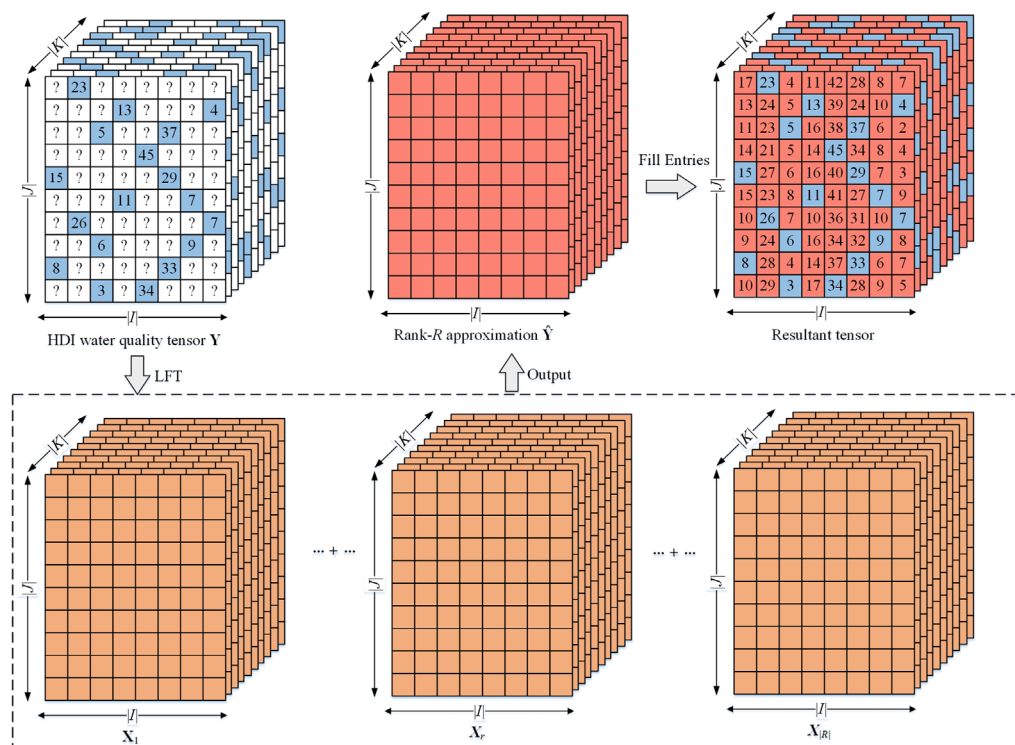 |K|
|J|
? 23 ? ? ? ? ? ?
? ? ? 13 ? ? ? 4
? ? 5 ? ? 37 ? ?
? ? ? ? 45 ? ? ?
15 ? ? ? ? 29 ? ?
? ? ? 11 ? ? 7 ?
? 26 ? ? ? ? ? 7
? ? 6 ? ? ? 9 ?
8 ? ? ? ? 33 ? ?
? ? 3 ? 34 ? ? ?
|I|
HDI water quality tensor Y
|K|
|J|
|I|
Rank-R approximation Ŷ
Fill Entries
|K|
|J|
17 23 4 11 42 28 8 7
13 24 5 13 39 24 10 4
11 23 5 16 38 37 6 2
14 21 5 14 45 34 8 4
15 27 6 16 40 29 7 3
15 23 8 11 41 27 7 9
10 26 7 10 36 31 10 7
9 24 6 16 34 32 9 8
8 28 4 14 37 33 6 7
10 29 3 17 34 28 9 5
|I|
Resultant tensor
LFT
Output
|K|
|J|
|I|
X1
... + ...
|K|
|J|
|I|
Xr
... + ...
|K|
|J|
|I|
X|R|